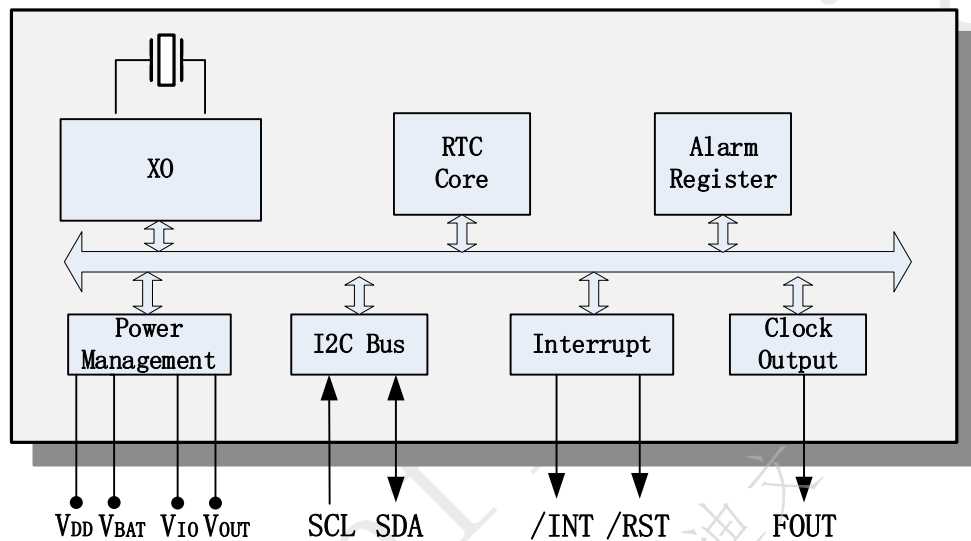 XO
RTC
Core
Alarm
Register
Power
Management
I2C Bus
Interrupt
Clock
Output
VDD VBAT VIO VOUT SCL SDA /INT /RST FOUT